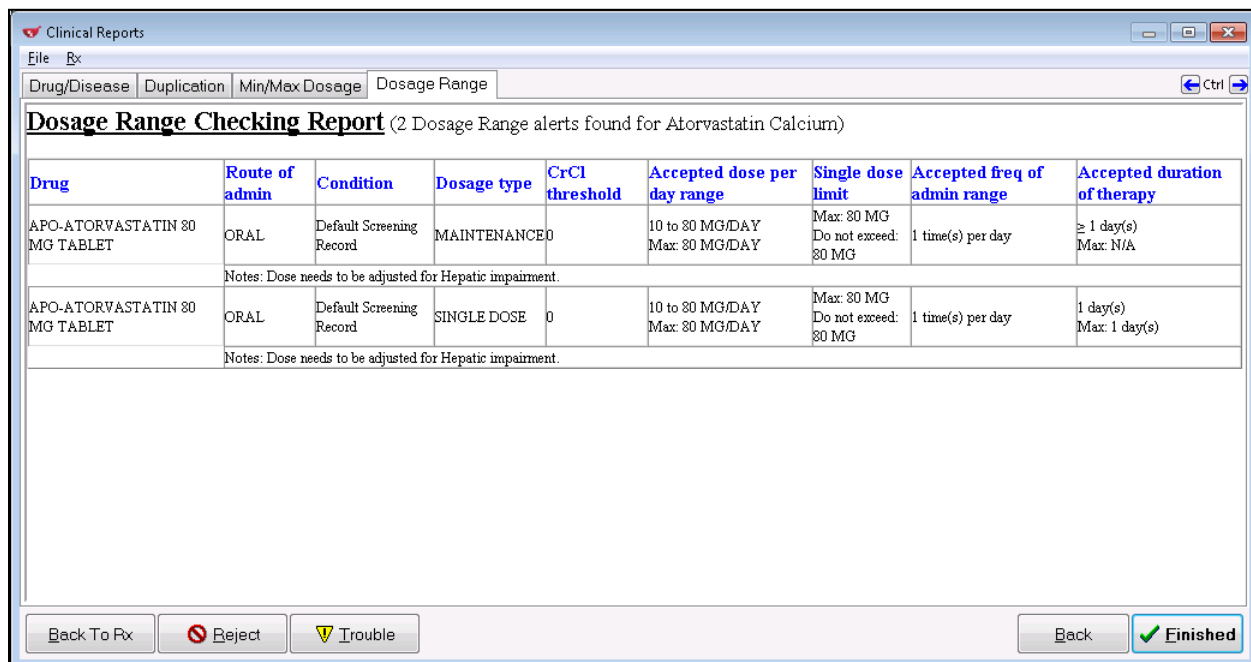 Clinical Reports
File Rx
Drug/Disease Duplication Min/Max Dosage Dosage Range Ctrl
Dosage Range Checking Report (2 Dosage Range alerts found for Atorvastatin Calcium)
Drug
Route of
admin
Condition
Dosage type
CrCl
threshold
Accepted dose per
day range
Single dose
limit
Accepted freq of
admin range
Accepted duration
of therapy
APO-ATORVASTATIN 80
MG TABLET
ORAL
Default Screening
Record
MAINTENANCE
0
10 to 80 MG/DAY
Max: 80 MG/DAY
Max: 80 MG
Do not exceed:
80 MG
1 time(s) per day
≥ 1 day(s)
Max: N/A
Notes: Dose needs to be adjusted for Hepatic impairment.
APO-ATORVASTATIN 80
MG TABLET
ORAL
Default Screening
Record
SINGLE DOSE
0
10 to 80 MG/DAY
Max: 80 MG/DAY
Max: 80 MG
Do not exceed:
80 MG
1 time(s) per day
1 day(s)
Max: 1 day(s)
Notes: Dose needs to be adjusted for Hepatic impairment.
Back To Rx Reject Trouble Back Finished